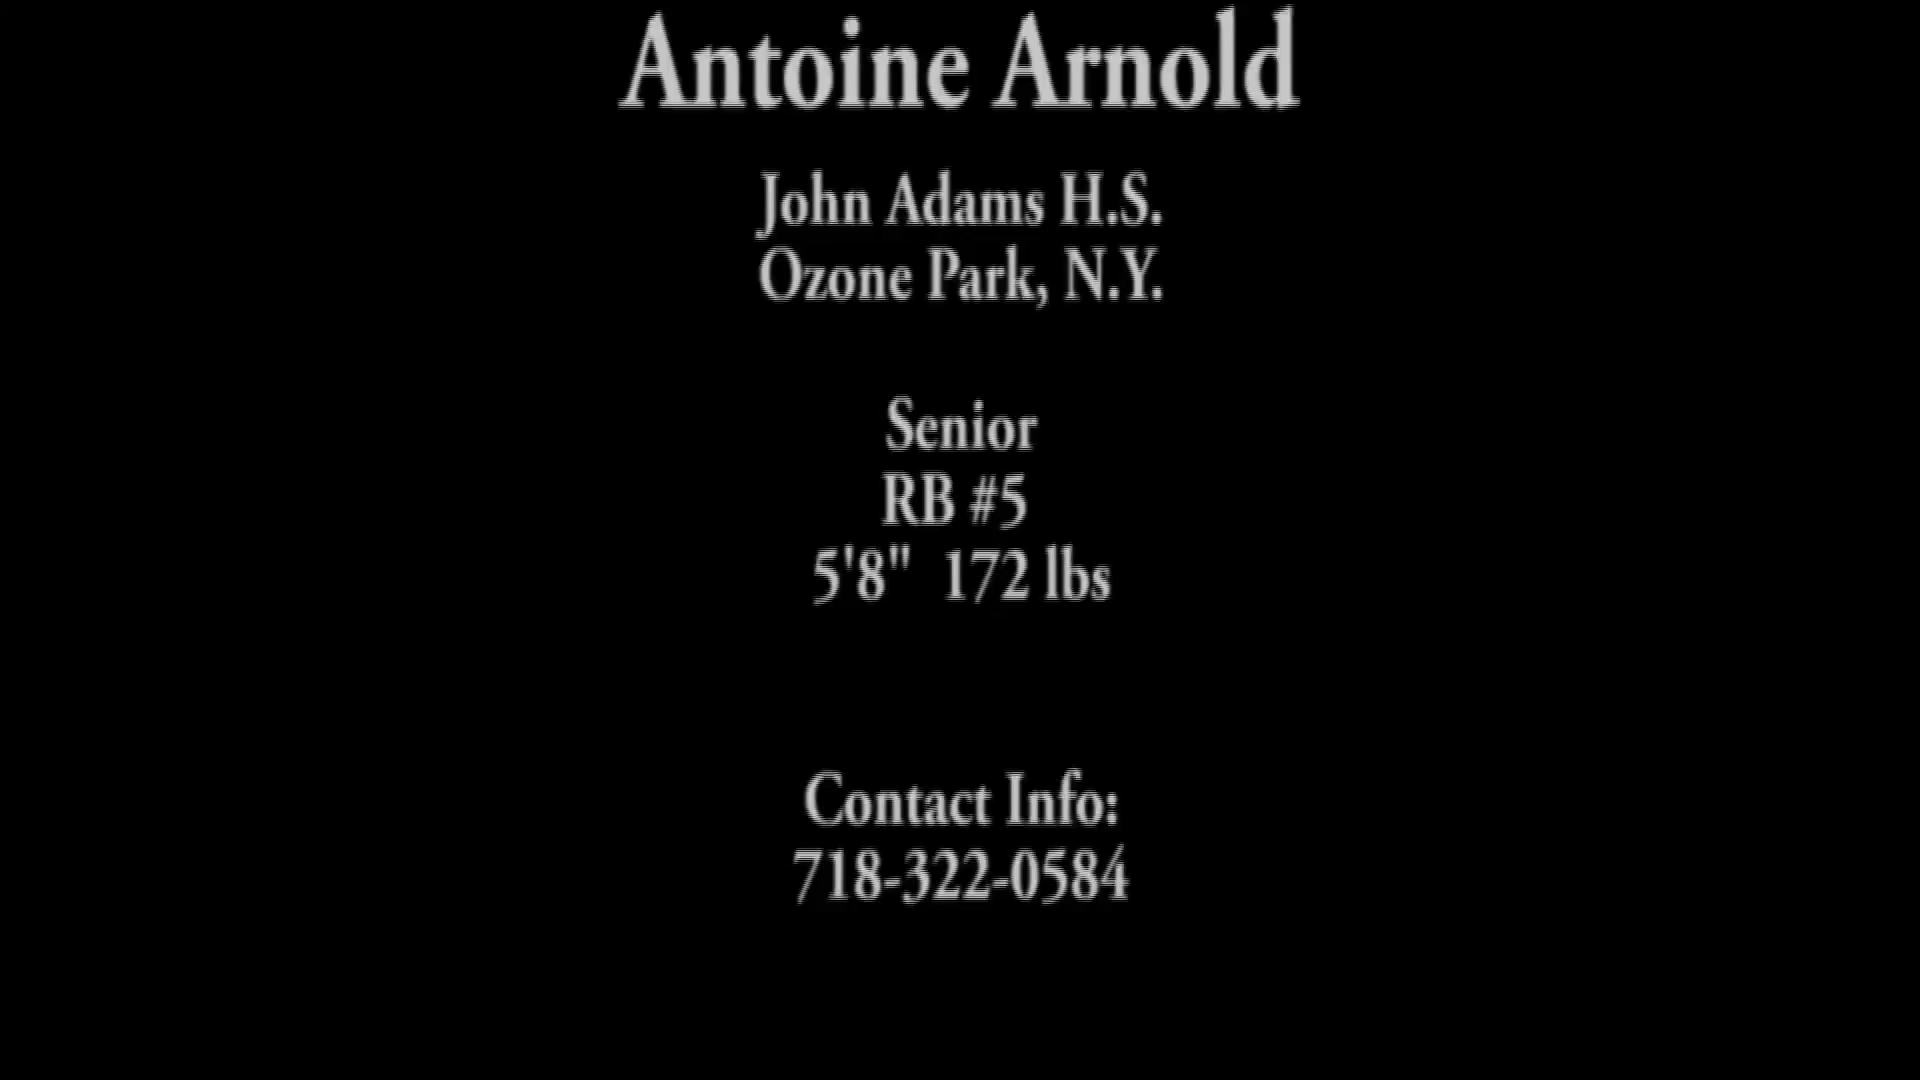 Antoine Arnold
John Adams H.S.
Ozone Park, N.Y.
Senior
RB #5
5'8"  172 lbs
Contact Info:
718-322-0584